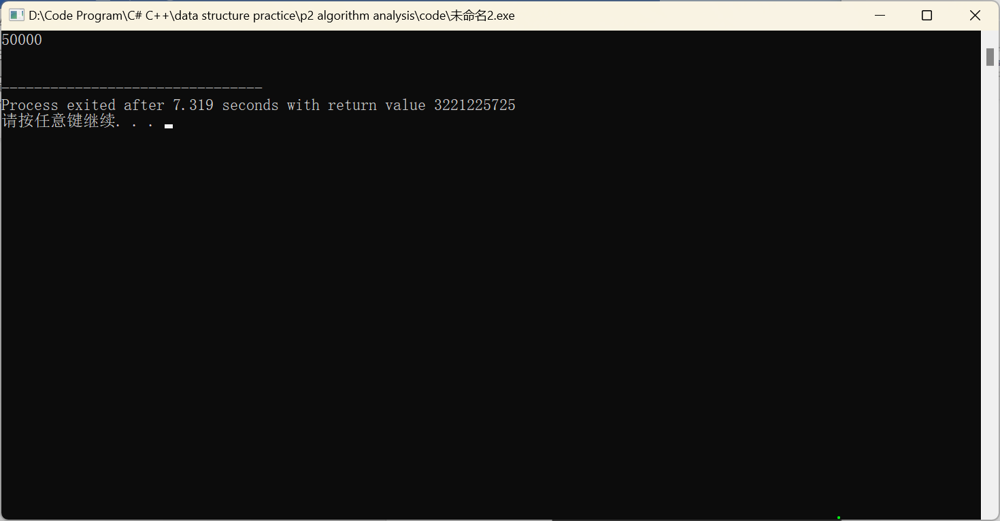 D:\Code Program\C# C++\data structure practice\p2 algorithm analysis\code\未命名2.exe
50000
--------------------------------
Process exited after 7.319 seconds with return value 3221225725
请按任意键继续. . .